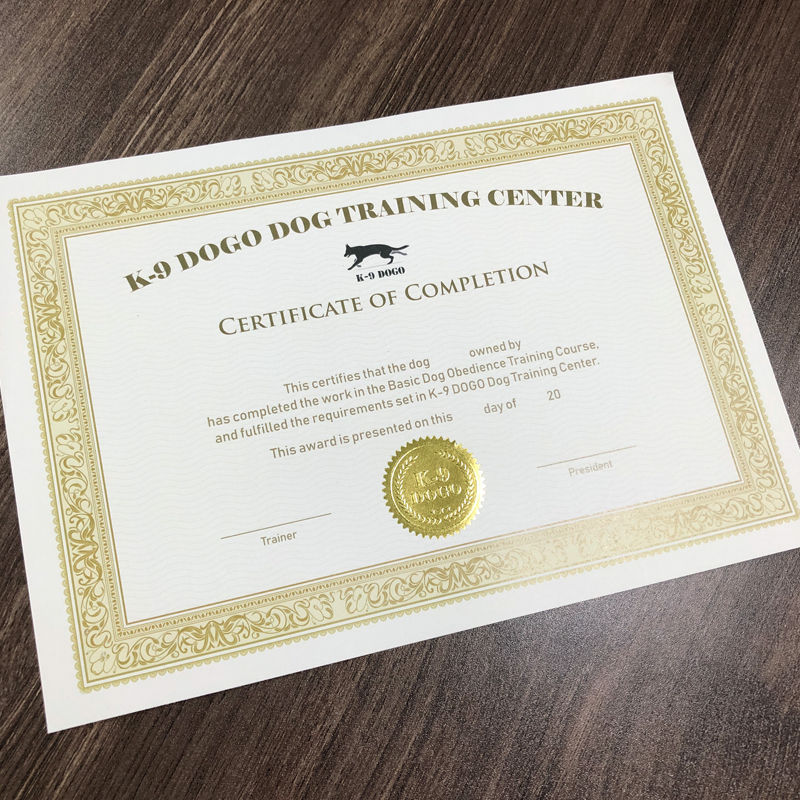 K-9 DOGO DOG TRAINING CENTER
K-9 DOGO
CERTIFICATE OF COMPLETION
This certifies that the dog owned by
has completed the work in the Basic Dog Obedience Training Course,
and fulfilled the requirements set in K-9 DOGO Dog Training Center.
This award is presented on this day of 20
K-9
DOGO
President
Trainer